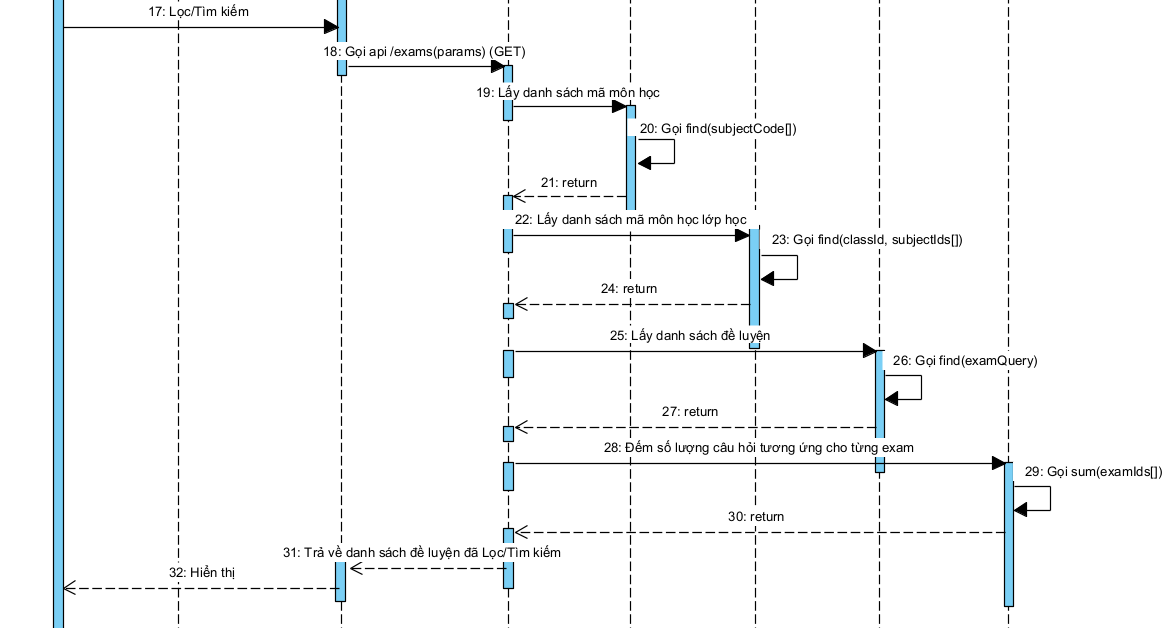 17: Lọc/Tìm kiếm
18: Gọi api /exams(params) (GET)
19: Lấy danh sách mã môn học
20: Gọi find(subjectCode[])
21: return
22: Lấy danh sách mã môn học lớp học
23: Gọi find(classId, subjectIds[])
24: return
25: Lấy danh sách đề luyện
26: Gọi find(examQuery)
27: return
28: Đếm số lượng câu hỏi tương ứng cho từng exam
29: Gọi sum(examIds[])
30: return
31: Trả về danh sách đề luyện đã Lọc/Tìm kiếm
32: Hiển thị